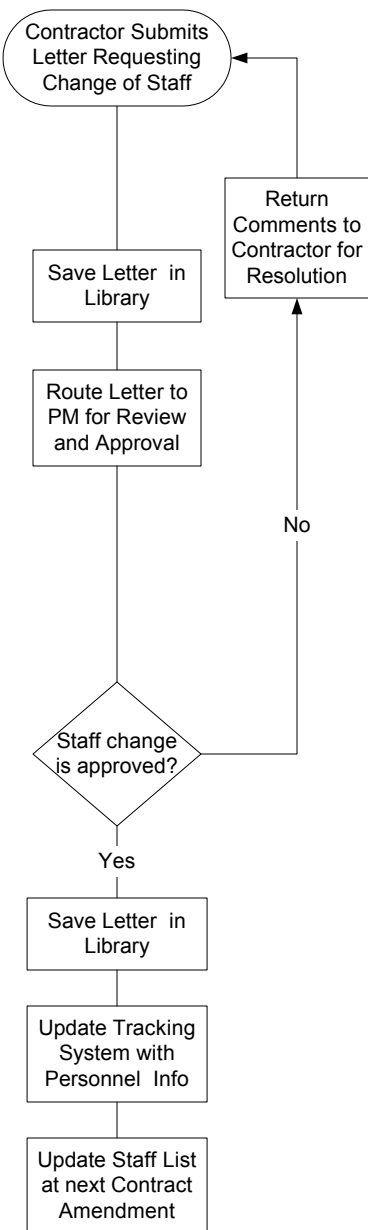 Contractor Submits
Letter Requesting
Change of Staff
Return
Comments to
Contractor for
Resolution
Save Letter in
Library
Route Letter to
PM for Review
and Approval
No
Staff change
is approved?
Yes
Save Letter in
Library
Update Tracking
System with
Personnel Info
Update Staff List
at next Contract
Amendment